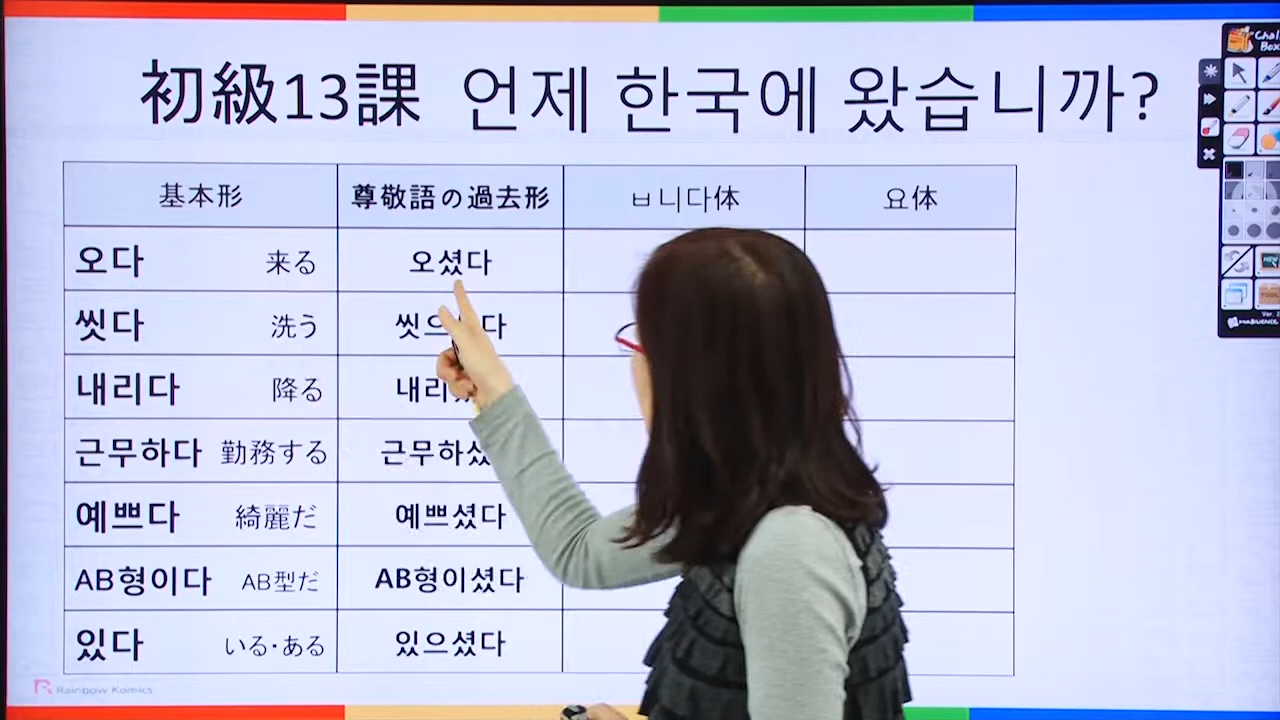 初級13課 언제 한국에 왔습니까?
基本形 尊敬語の過去形 ㅂ니다体 요体
오다 来る 오셨다
씻다 洗う
내리다 降る
근무하다 勤務する
예쁘다 綺麗だ 예쁘셨다
AB형이다 AB型だ AB형이셨다
있다 いる・ある 있으셨다
Rainbow Komics